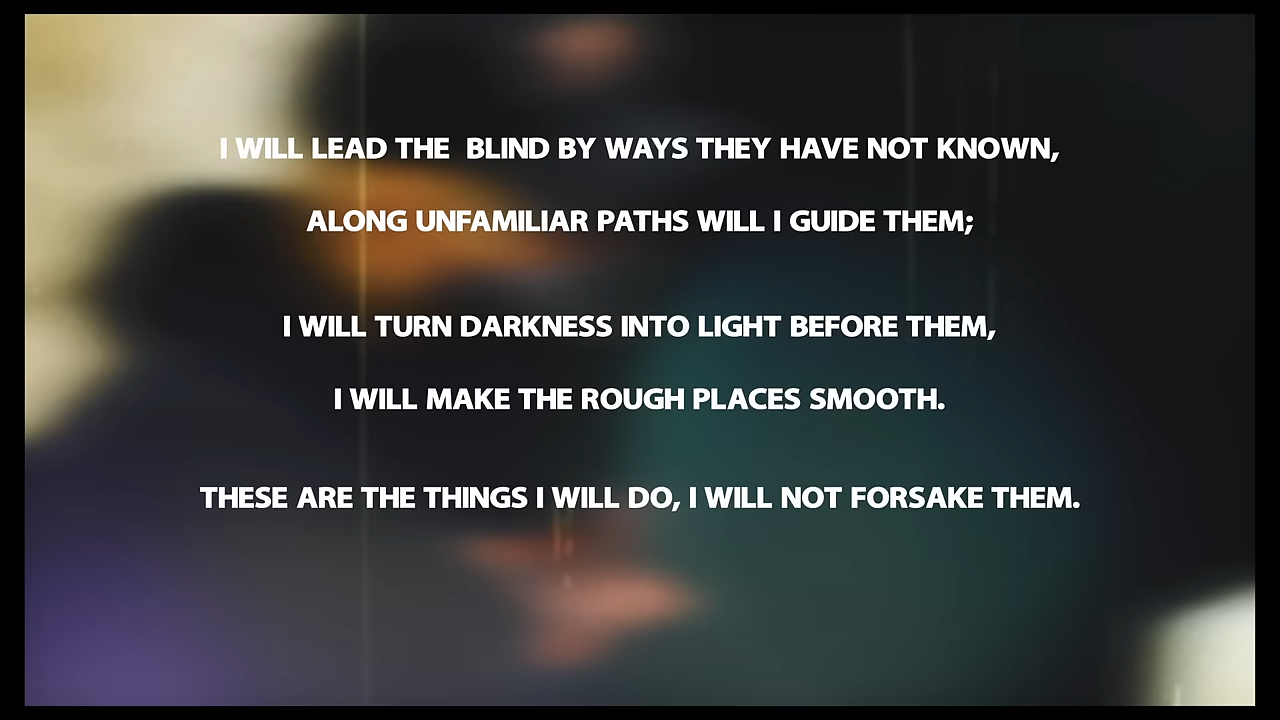 I WILL LEAD THE  BLIND BY WAYS THEY HAVE NOT KNOWN,
ALONG UNFAMILIAR PATHS WILL I GUIDE THEM;
I WILL TURN DARKNESS INTO LIGHT BEFORE THEM,
I WILL MAKE THE ROUGH PLACES SMOOTH.
THESE ARE THE THINGS I WILL DO, I WILL NOT FORSAKE THEM.